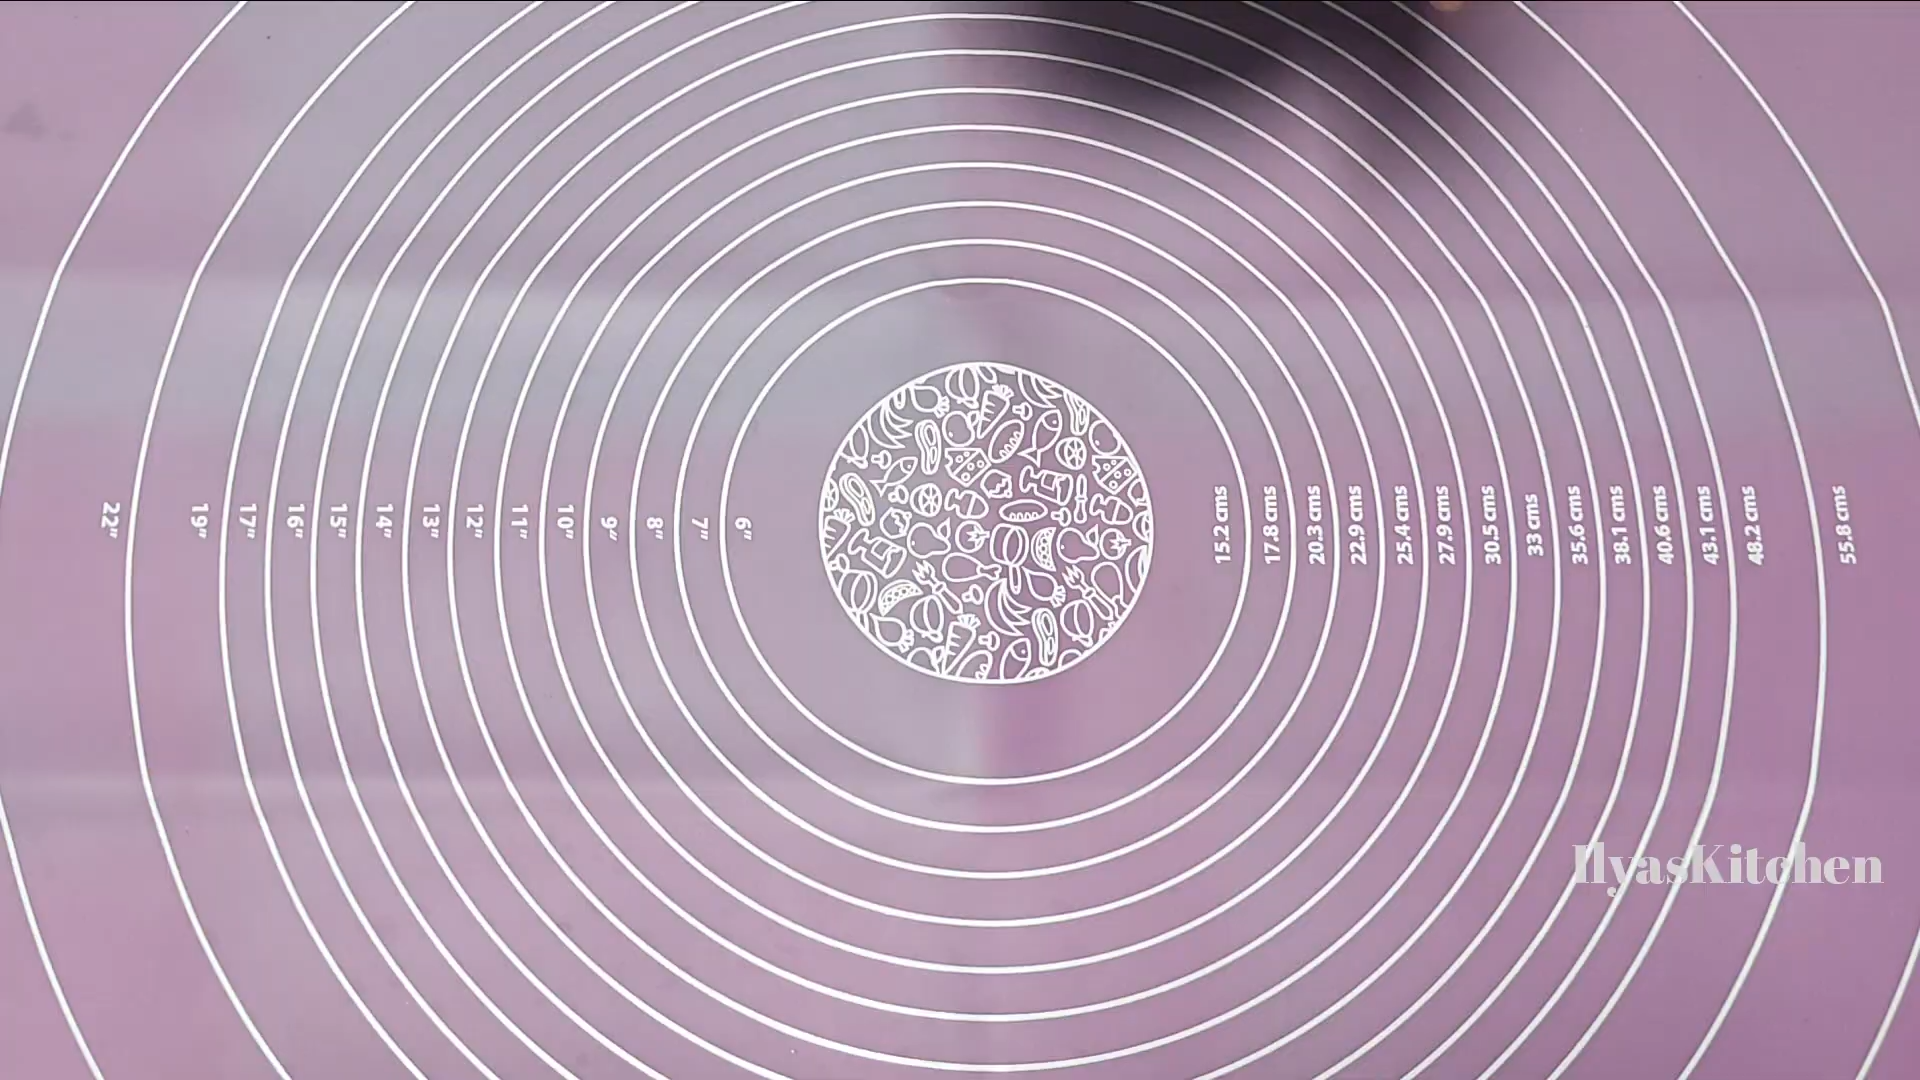 22"
19"
17"
16"
15"
14"
13"
12"
11"
10"
9"
8"
7"
6"
15.2 cms
17.8 cms
20.3 cms
22.9 cms
25.4 cms
27.9 cms
30.5 cms
33 cms
35.6 cms
38.1 cms
40.6 cms
43.1 cms
48.2 cms
55.8 cms
IlyasKitchen